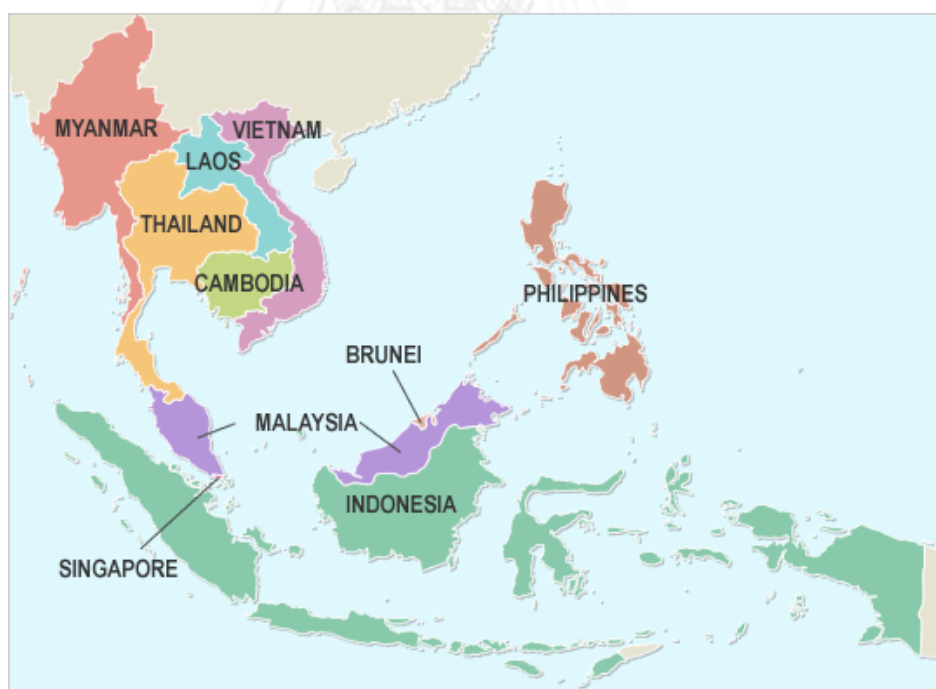 MYANMAR
VIETNAM
LAOS
THAILAND
CAMBODIA
PHILIPPINES
BRUNEI
MALAYSIA
INDONESIA
SINGAPORE